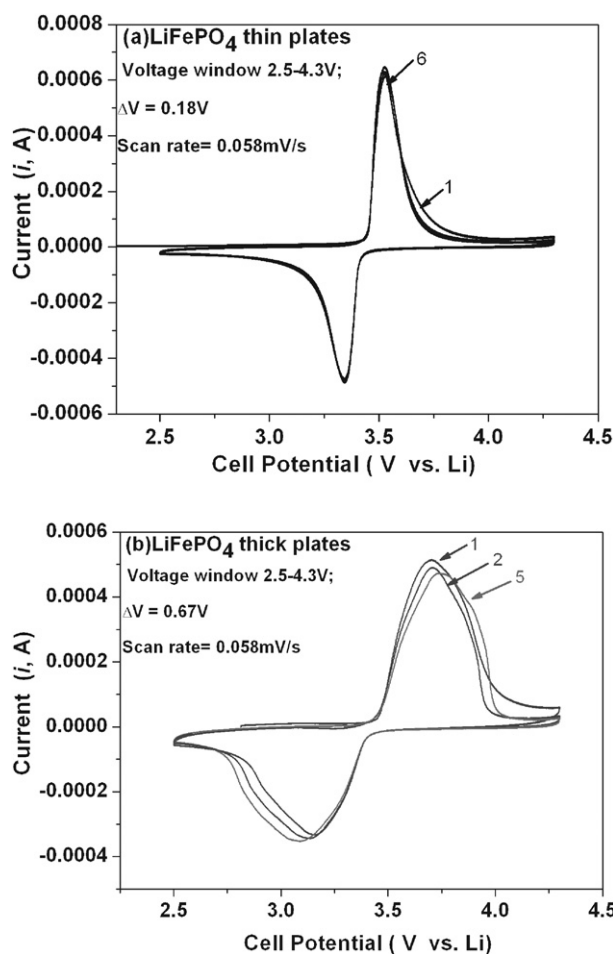 (a)LiFePO4 thin plates
Voltage window 2.5-4.3V;
ΔV = 0.18V
Scan rate= 0.058mV/s
6
1
Current (i, A)
0.0008
0.0006
0.0004
0.0002
0.0000
-0.0002
-0.0004
-0.0006
2.5 3.0 3.5 4.0 4.5
Cell Potential ( V vs. Li)
(b)LiFePO4 thick plates
Voltage window 2.5-4.3V;
ΔV = 0.67V
Scan rate= 0.058mV/s
1
2
5
Current (i, A)
0.0006
0.0004
0.0002
0.0000
-0.0002
-0.0004
2.5 3.0 3.5 4.0 4.5
Cell Potential ( V vs. Li)